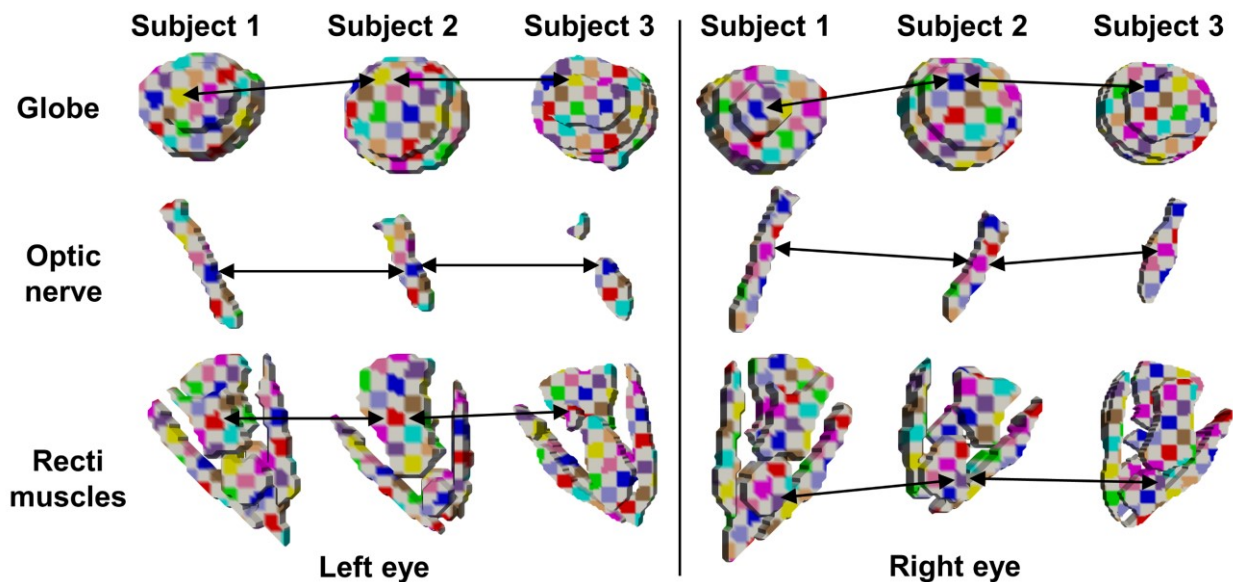 Subject 1 Subject 2 Subject 3 Subject 1 Subject 2 Subject 3
Globe
Optic
nerve
Recti
muscles
Left eye Right eye